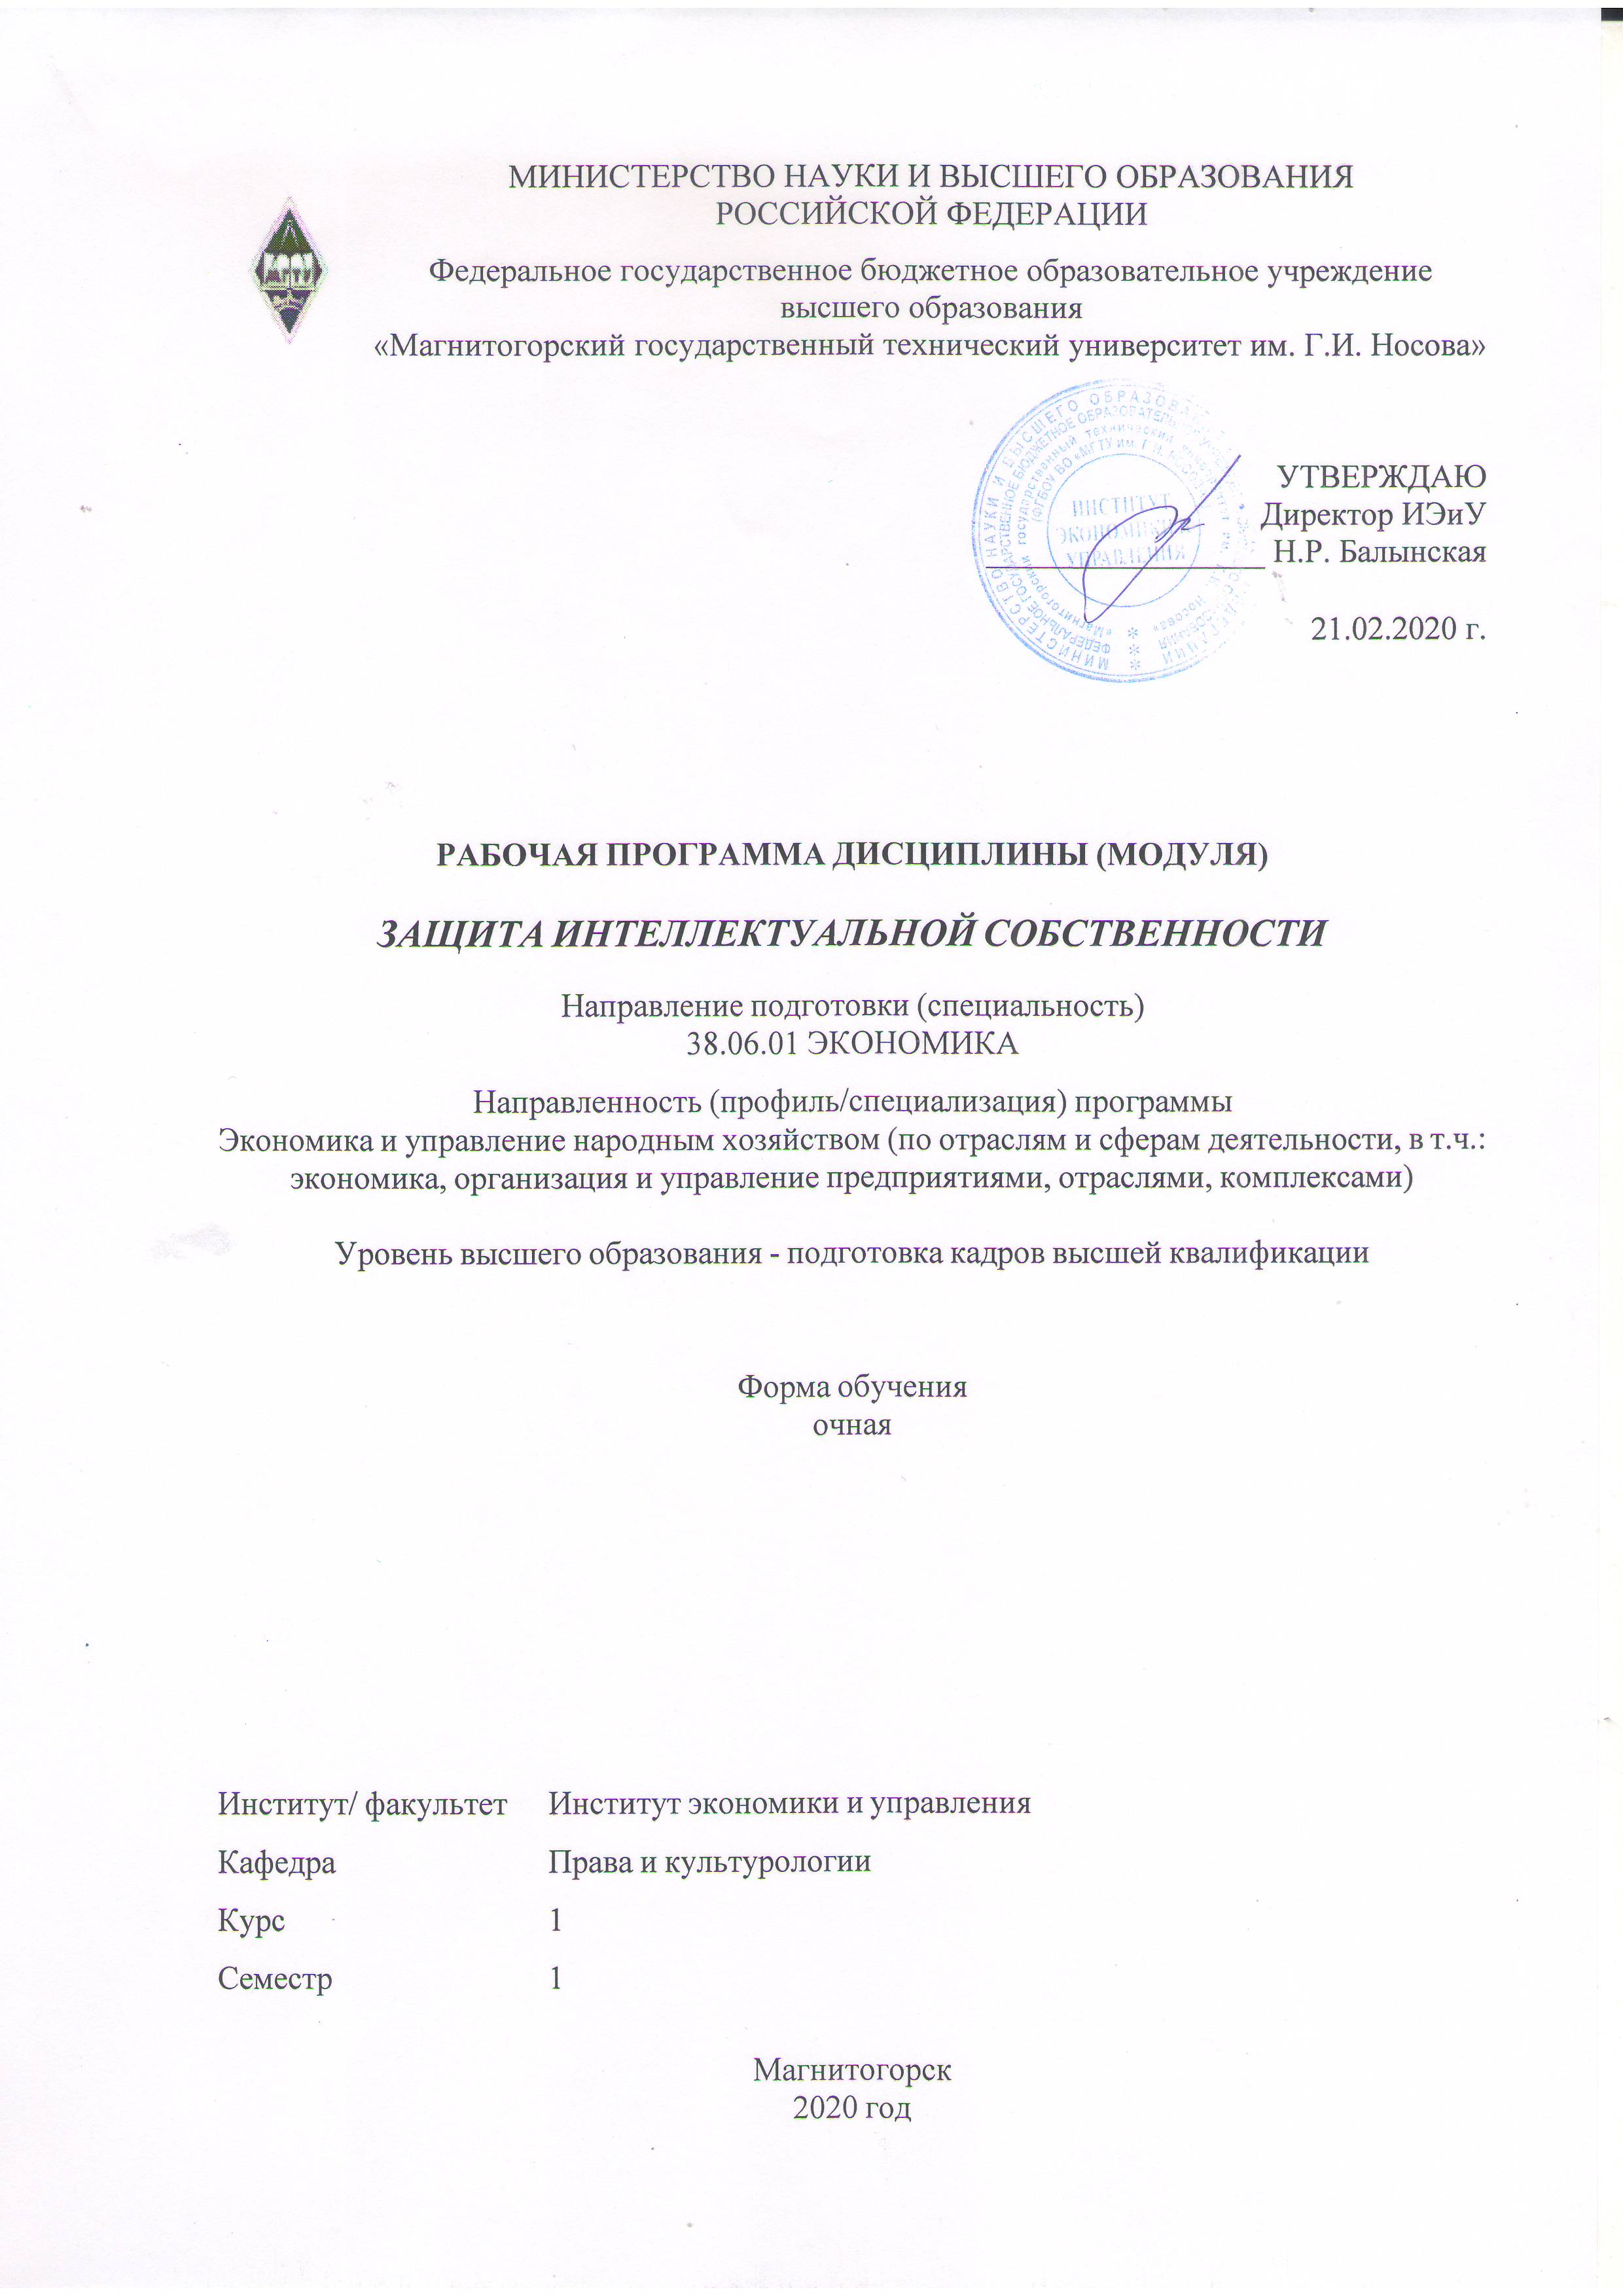 МИНИСТЕРСТВО НАУКИ И ВЫСШЕГО ОБРАЗОВАНИЯ
РОССИЙСКОЙ ФЕДЕРАЦИИ
Федеральное государственное бюджетное образовательное учреждение
высшего образования
«Магнитогорский государственный технический университет им. Г.И. Носова»
УТВЕРЖДАЮ
Директор ИЭиУ
Н.Р. Балынская
21.02.2020 г.
ИНСТИТУТ
ЭКОНОМИКИ
УПРАВЛЕНИЯ
РАБОЧАЯ ПРОГРАММА ДИСЦИПЛИНЫ (МОДУЛЯ)
ЗАЩИТА ИНТЕЛЛЕКТУАЛЬНОЙ СОБСТВЕННОСТИ
Направление подготовки (специальность)
38.06.01 ЭКОНОМИКА
Направленность (профиль/специализация) программы
Экономика и управление народным хозяйством (по отраслям и сферам деятельности, в т.ч.:
экономика, организация и управление предприятиями, отраслями, комплексами)
Уровень высшего образования - подготовка кадров высшей квалификации
Форма обучения
очная
Институт/ факультет Институт экономики и управления
Кафедра Права и культурологии
Курс 1
Семестр 1
Магнитогорск
2020 год